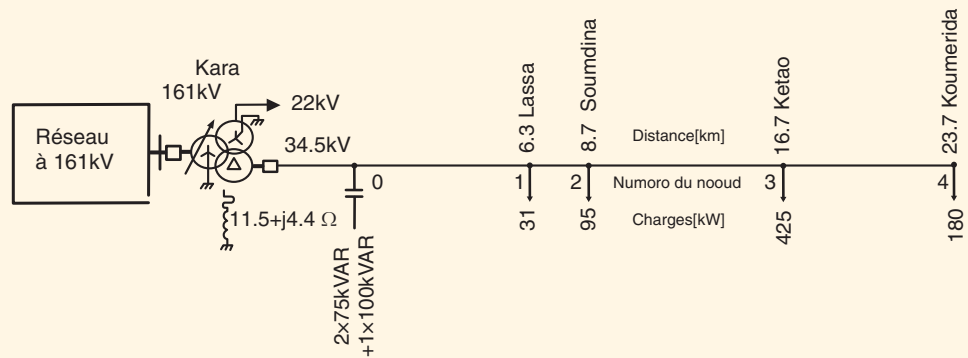 Kara
161kV
22kV
34.5kV
Réseau
à 161kV
11.5+j4.4 Ω
2×75kVAR
+1×100kVAR
6.3 Lassa
8.7 Soumdina
Distance[km]
16.7 Ketao
23.7 Koumerida
0
1
2
Numoro du nooud
3
4
31
95
Charges[kW]
425
180